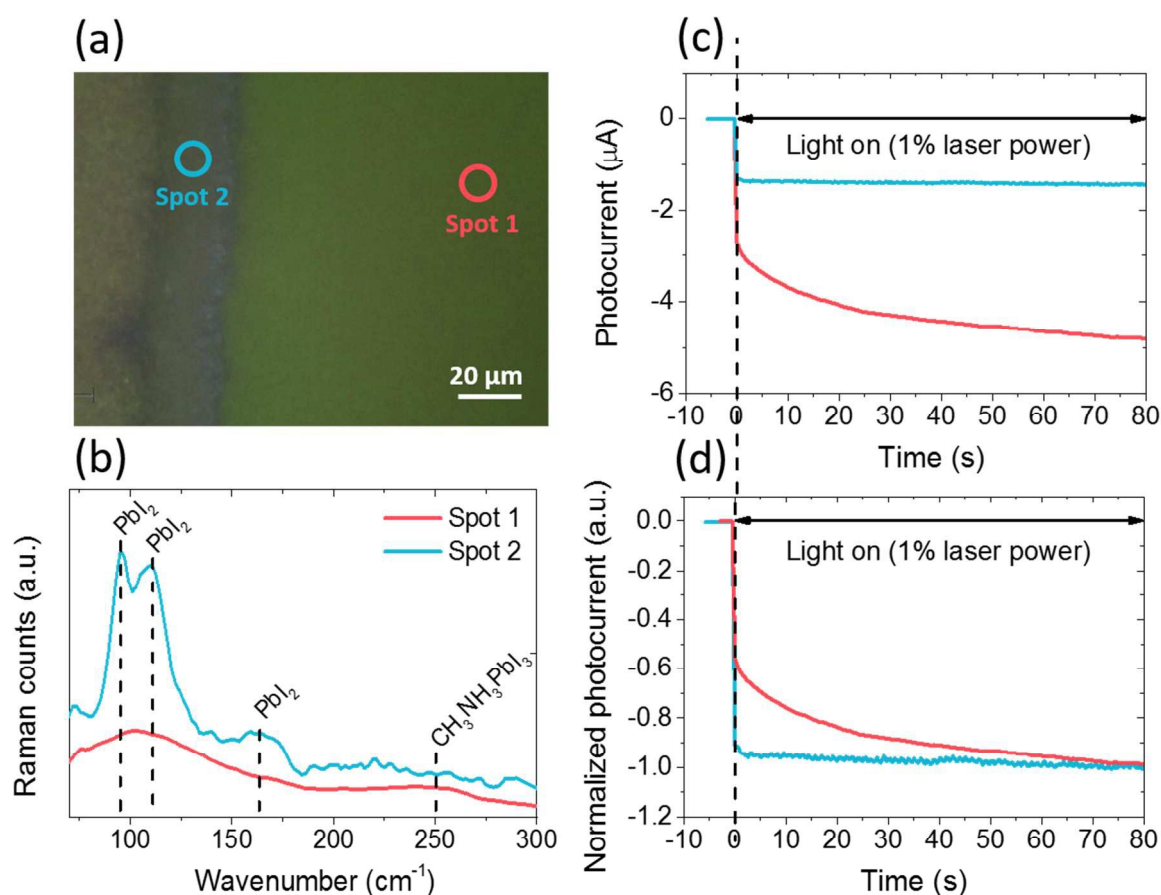 (a)
Spot 2
Spot 1
20 µm
(b)
Raman counts (a.u.)
PbI₂
PbI₂
PbI₂
CH₃NH₃PbI₃
Spot 1
Spot 2
100
150
200
250
300
Wavenumber (cm⁻¹)
(c)
Photocurrent (µA)
0
-2
-4
-6
Light on (1% laser power)
-10 0 10 20 30 40 50 60 70 80
Time (s)
(d)
Normalized photocurrent (a.u.)
0.0
-0.2
-0.4
-0.6
-0.8
-1.0
-1.2
Light on (1% laser power)
-10 0 10 20 30 40 50 60 70 80
Time (s)